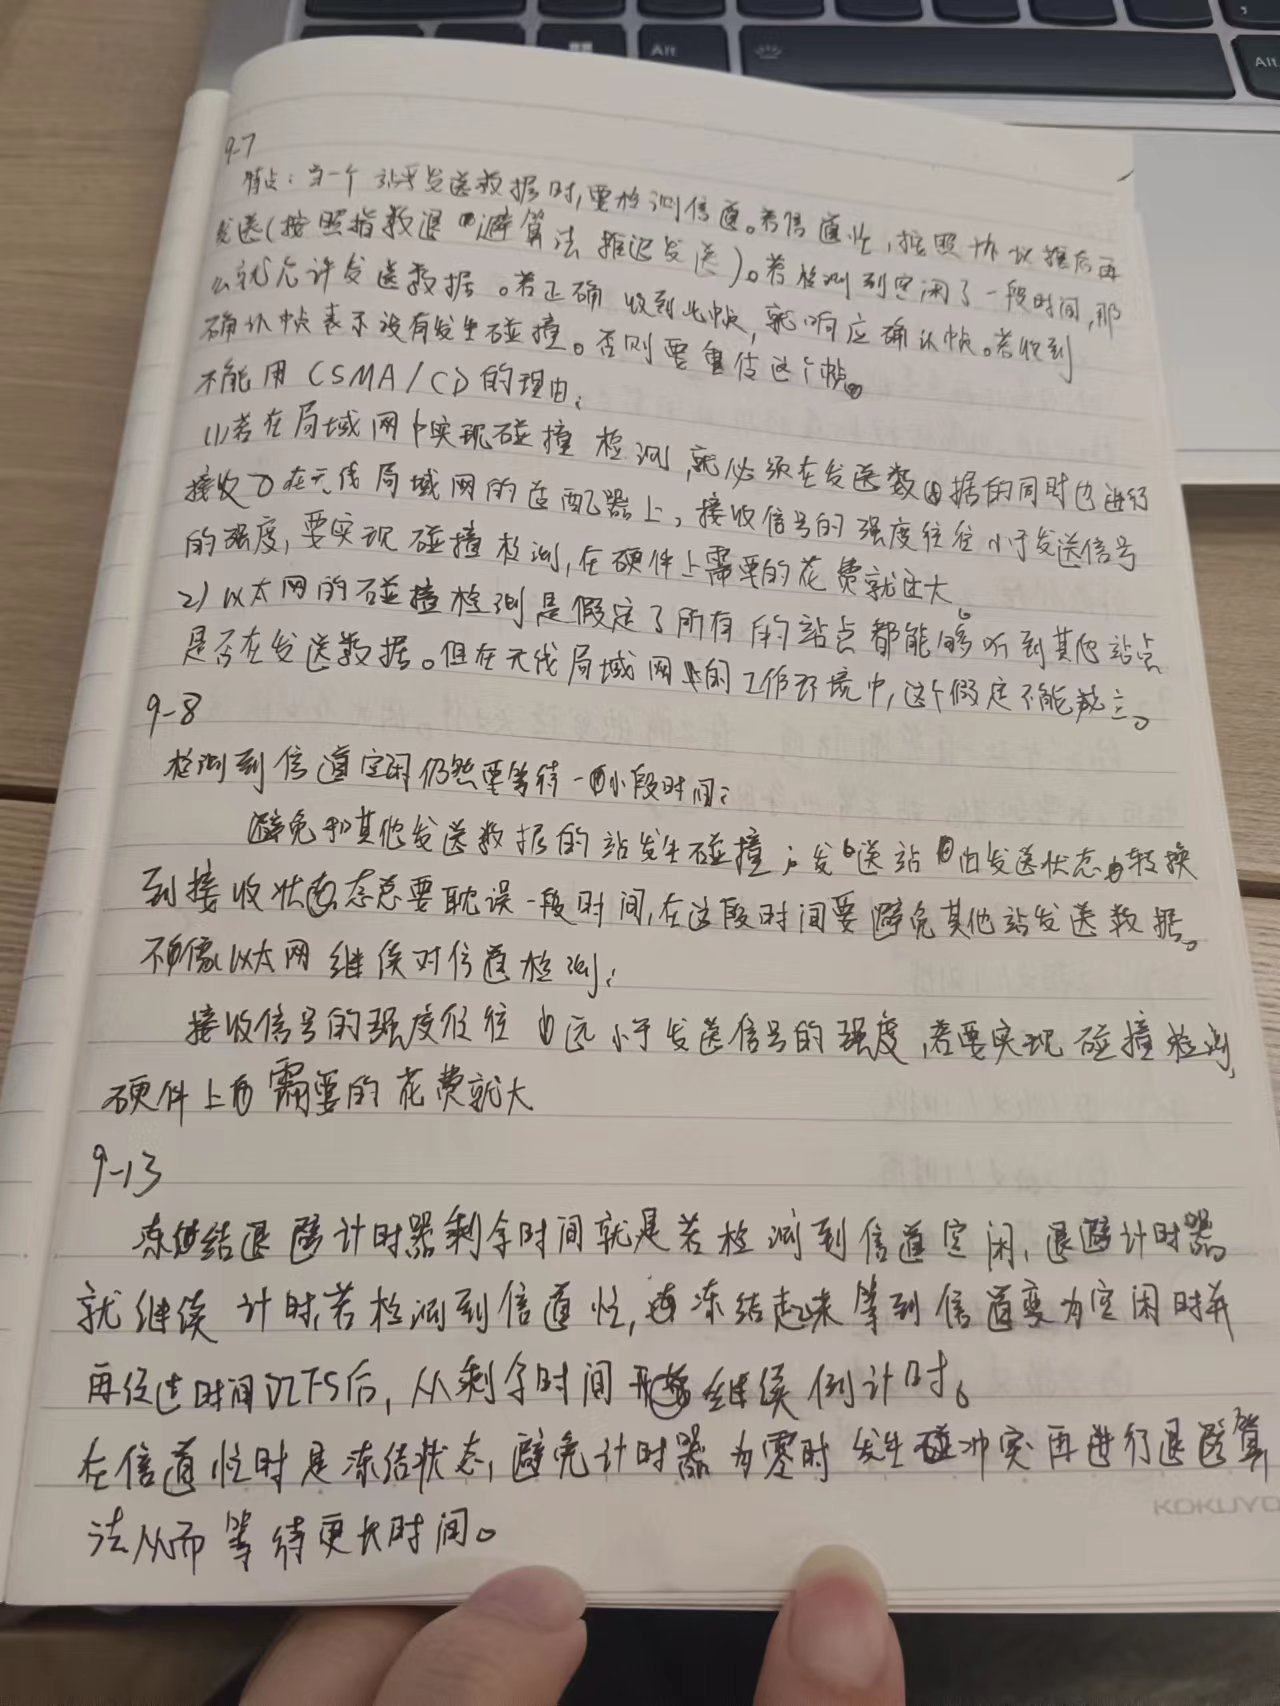 Alt
Alt
9-7
特点：当一个站要发送数据时，要检测信道。若信道忙，按照协议推后再
发送(按照指数退避算法推迟发送)。若检测到空闲了一段时间，那
么就允许发送数据。若正确收到此帧，就响应确认帧。若收到
确认帧表示没有发生碰撞。否则要重传这个帧。
不能用CSMA/CD的理由：
(1)若在局域网中实现碰撞检测，就必须在发送数据的同时也进行
接收。在无线局域网的适配器上，接收信号的强度往往小于发送信号
的强度，要实现碰撞检测，在硬件上需要的花费就过大。
2)以太网的碰撞检测是假定了所有的站点都能够听到其他站点
是否在发送数据。但在无线局域网的工作环境中，这个假定不能成立。
9-8
检测到信道空闲仍然要等待一小段时间：
避免和其他发送数据的站发生碰撞；发送站由发送状态转换
到接收状态总要耽误一段时间，在这段时间要避免其他站发送数据。
不像以太网继续对信道检测：
接收信号的强度往往远小于发送信号的强度，若要实现碰撞检测，
硬件上需要的花费就大
9-13
冻结退避计时器剩余时间就是若检测到信道空闲，退避计时器
就继续计时，若检测到信道忙，冻结起来等到信道变为空闲时并
再经过时间DIFS后，从剩余时间开始继续倒计时。
在信道忙时是冻结状态，避免计时器为零时发生碰冲突再进行退避算
法从而等待更长时间。
KOKUYO